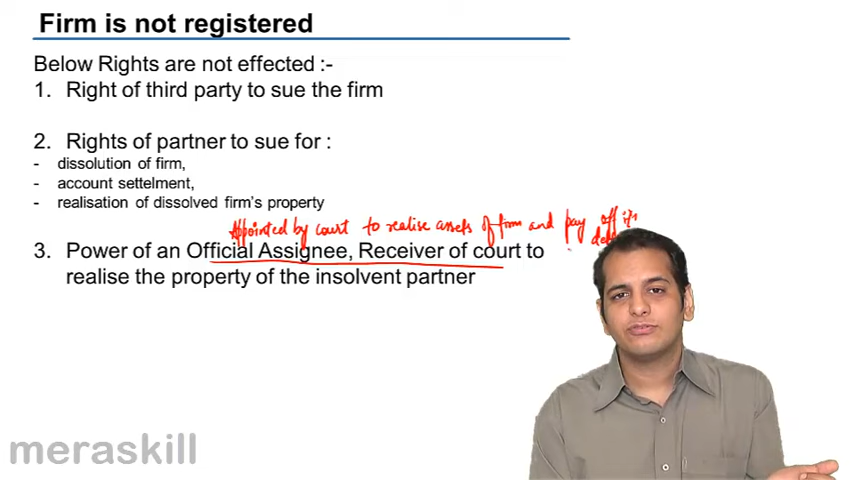 Firm is not registered
Below Rights are not effected :-
1. Right of third party to sue the firm
2. Rights of partner to sue for :
- dissolution of firm,
- account settelment,
- realisation of dissolved firm's property
Appointed by court to realise assets of firm and pay off its
3. Power of an Official Assignee, Receiver of court to
realise the property of the insolvent partner
meraskill